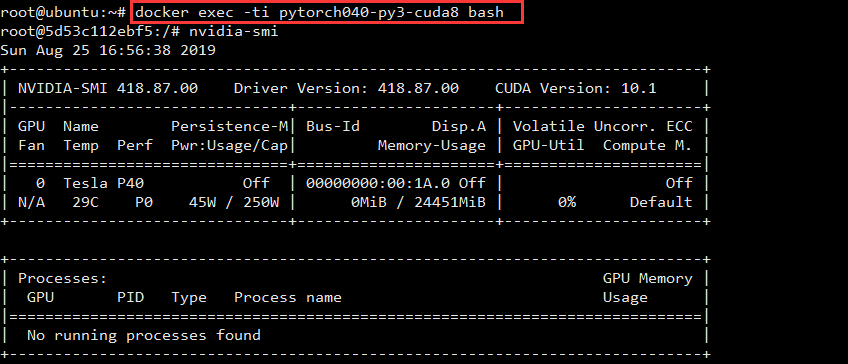 root@ubuntu:~# docker exec -ti pytorch040-py3-cuda8 bash
root@5d53c112ebf5:/# nvidia-smi
Sun Aug 25 16:56:38 2019
+-----------------------------------------------------------------------------+
| NVIDIA-SMI 418.87.00    Driver Version: 418.87.00    CUDA Version: 10.1     |
|-------------------------------+----------------------+----------------------+
| GPU  Name        Persistence-M| Bus-Id        Disp.A | Volatile Uncorr. ECC |
| Fan  Temp  Perf  Pwr:Usage/Cap|         Memory-Usage | GPU-Util  Compute M. |
|===============================+======================+======================|
|   0  Tesla P40           Off  | 00000000:00:1A.0 Off |                  Off |
| N/A   29C    P0    45W / 250W |      0MiB / 24451MiB |      0%      Default |
+-------------------------------+----------------------+----------------------+

+-----------------------------------------------------------------------------+
| Processes:                                                       GPU Memory |
|  GPU       PID   Type   Process name                             Usage      |
|=============================================================================|
|  No running processes found                                                 |
+-----------------------------------------------------------------------------+